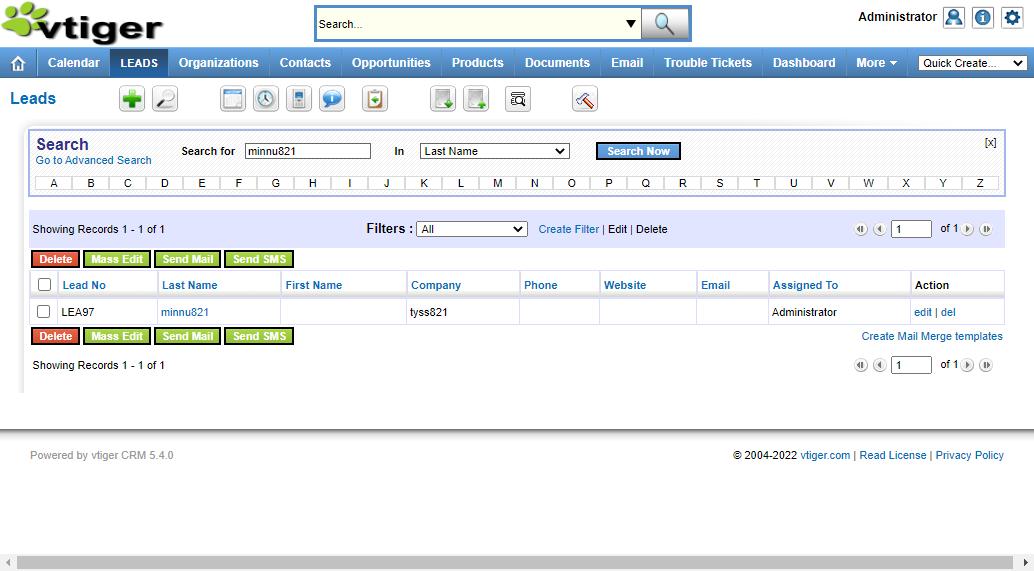 vtiger
Search...
Administrator
Calendar LEADS Organizations Contacts Opportunities Products Documents Email Trouble Tickets Dashboard More Quick Create...
Leads
Search
Go to Advanced Search
Search for minnu821 In Last Name Search Now
[x]
A B C D E F G H I J K L M N O P Q R S T U V W X Y Z
Showing Records 1 - 1 of 1 Filters : All Create Filter | Edit | Delete 1 of 1
Delete Mass Edit Send Mail Send SMS
Lead No Last Name First Name Company Phone Website Email Assigned To Action
LEA97 minnu821 tyss821 Administrator edit | del
Delete Mass Edit Send Mail Send SMS Create Mail Merge templates
Showing Records 1 - 1 of 1 1 of 1
Powered by vtiger CRM 5.4.0 © 2004-2022 vtiger.com | Read License | Privacy Policy